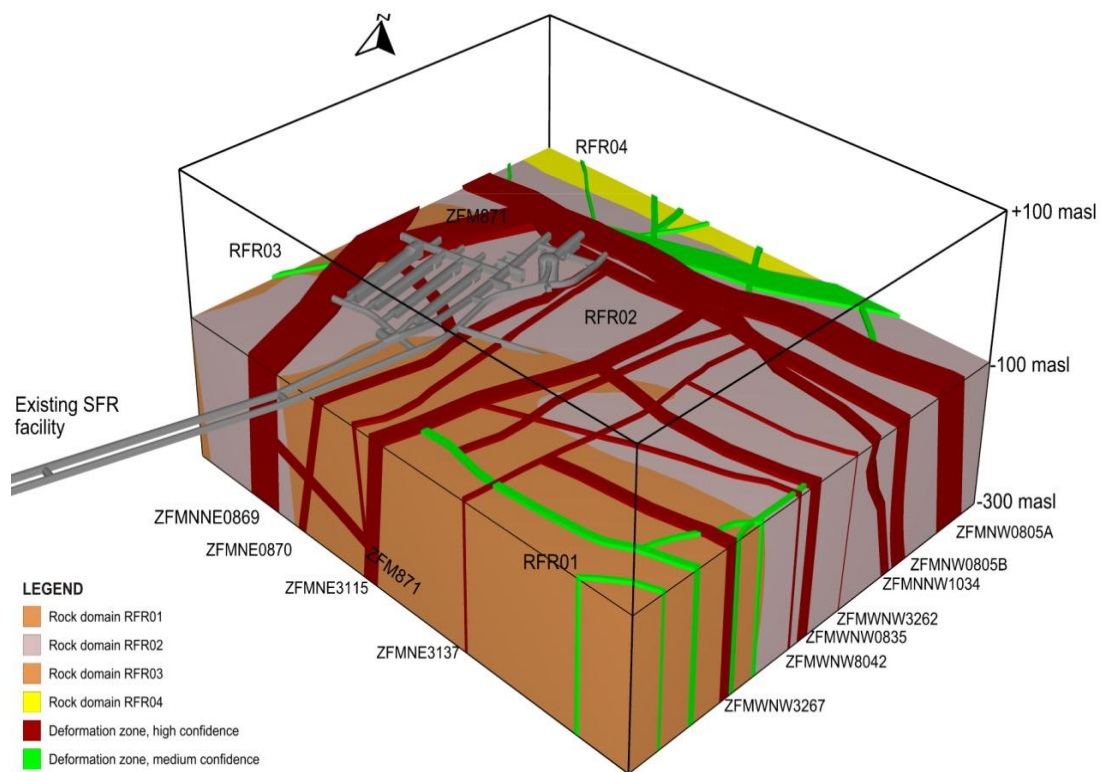 N
RFR04
+100 masl
ZFM871
RFR03
RFR02
-100 masl
Existing SFR
facility
-300 masl
ZFMNNE0869
ZFMNW0805A
ZFMNE0870
ZFMNW0805B
ZFM871
RFR01
ZFMNNW1034
ZFMNE3115
ZFMWNW3262
ZFMWNW0835
ZFMNE3137
ZFMWNW8042
ZFMWNW3267
LEGEND
Rock domain RFR01
Rock domain RFR02
Rock domain RFR03
Rock domain RFR04
Deformation zone, high confidence
Deformation zone, medium confidence